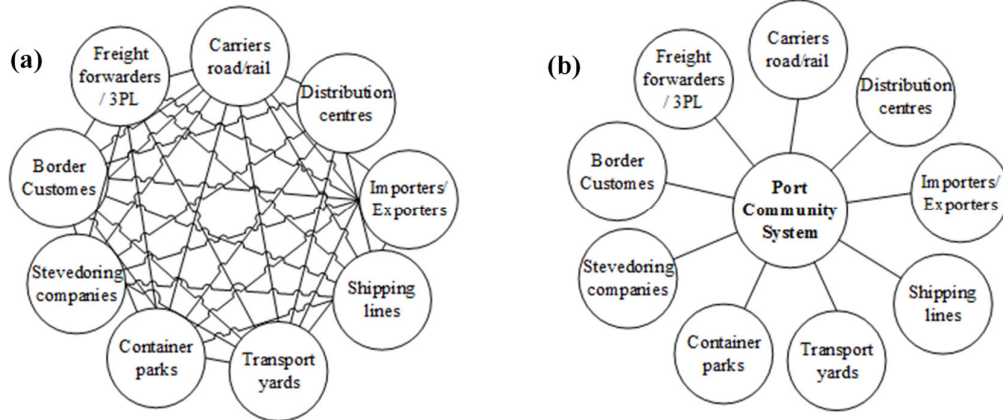 (a)
Carriers
road/rail
Freight
forwarders
/ 3PL
Distribution
centres
Border
Customes
Importers/
Exporters
Stevedoring
companies
Shipping
lines
Container
parks
Transport
yards
(b)
Carriers
road/rail
Freight
forwarders
/ 3PL
Distribution
centres
Border
Customes
Port
Community
System
Importers/
Exporters
Stevedoring
companies
Shipping
lines
Container
parks
Transport
yards